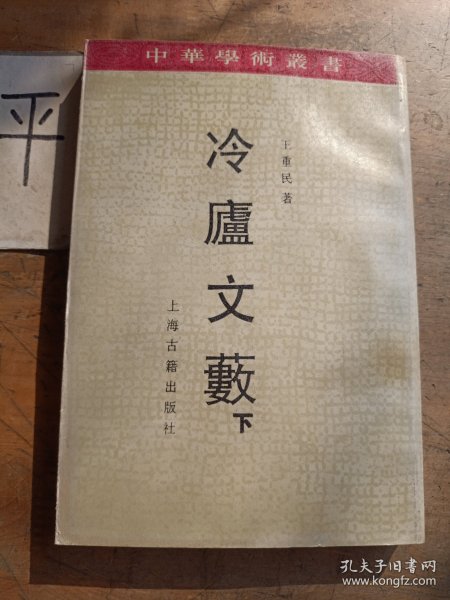 平
中華學術叢書
王重民著
冷廬文藪
下
上海古籍出版社
孔夫子旧书网
www.kongfz.com